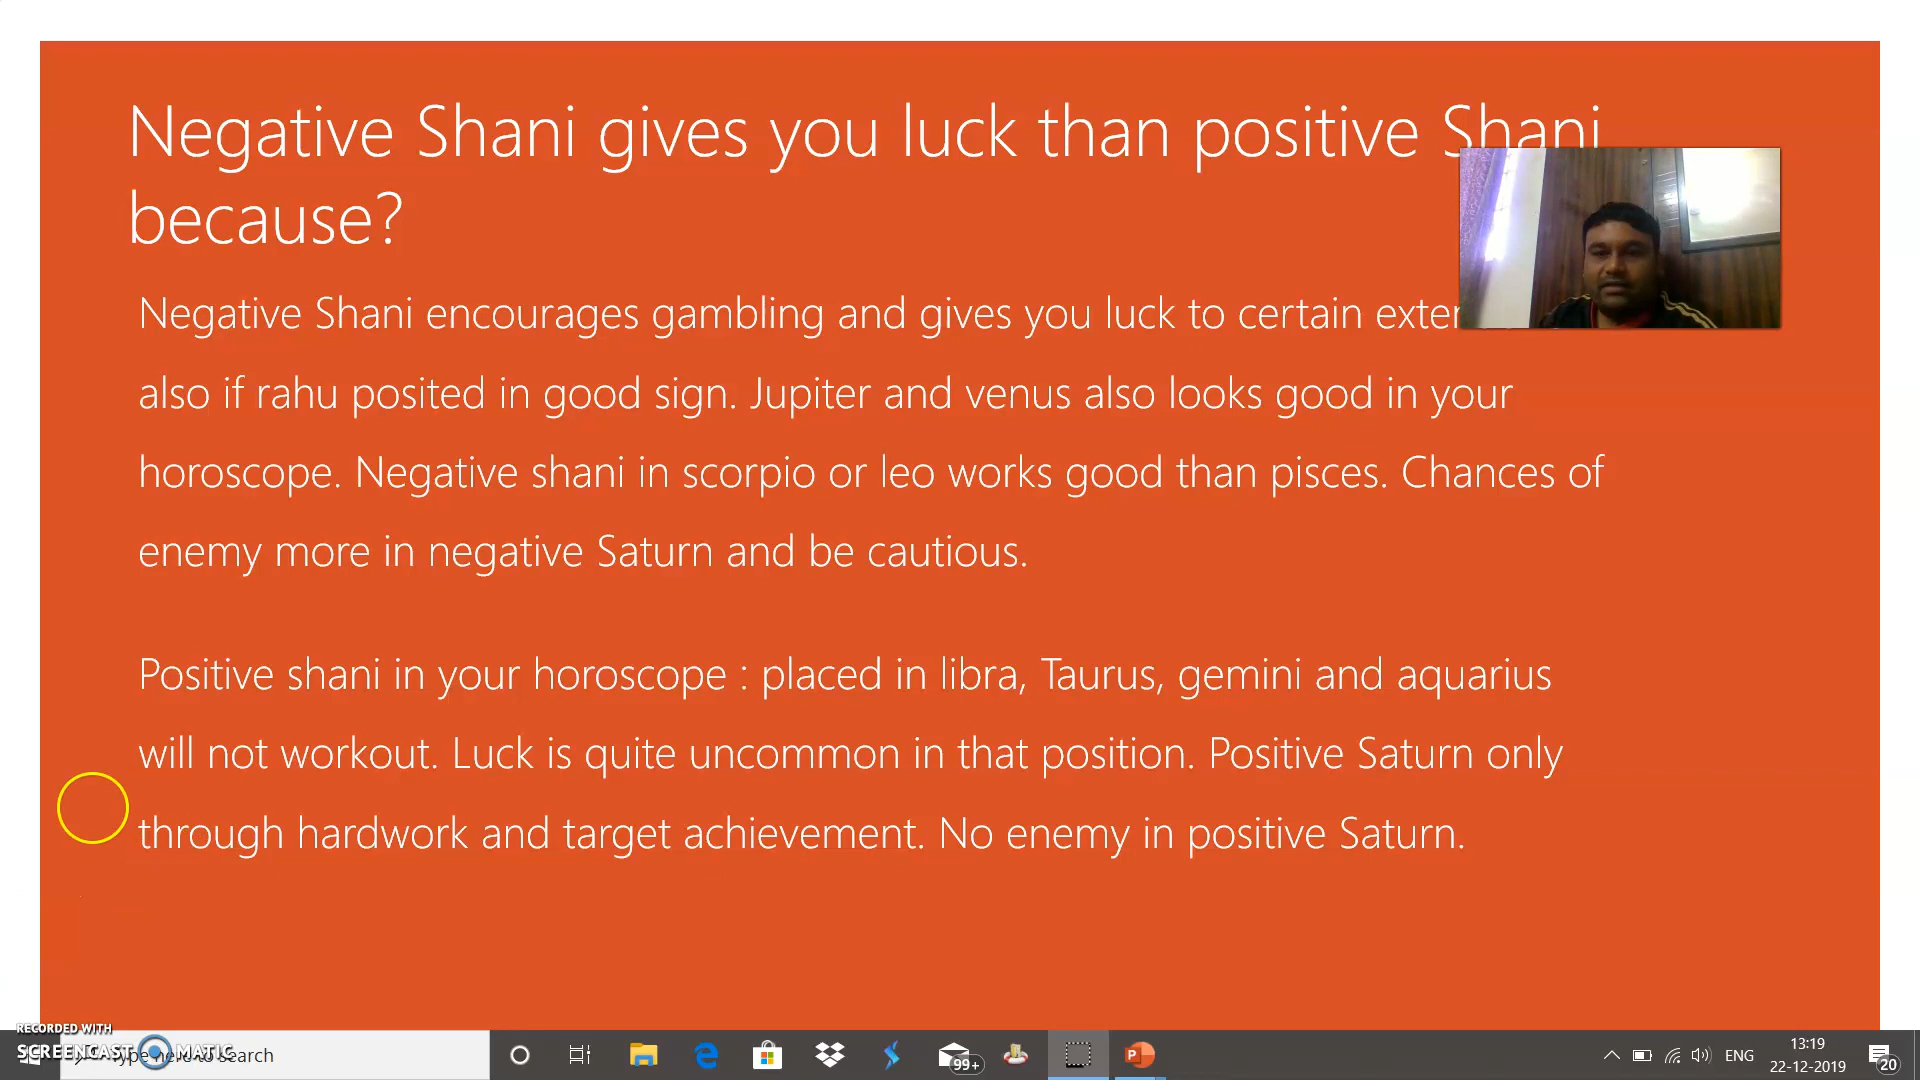 Negative Shani gives you luck than positive Shani
because?
Negative Shani encourages gambling and gives you luck to certain
also if rahu posited in good sign. Jupiter and venus also looks good in your
horoscope. Negative shani in scorpio or leo works good than pisces. Chances of
enemy more in negative Saturn and be cautious.
Positive shani in your horoscope : placed in libra, Taurus, gemini and aquarius
will not workout. Luck is quite uncommon in that position. Positive Saturn only
through hardwork and target achievement. No enemy in positive Saturn.
RECORDED WITH
SCREENCAST MATIC
Type here to search
99+
ENG
13:19
22-12-2019
20